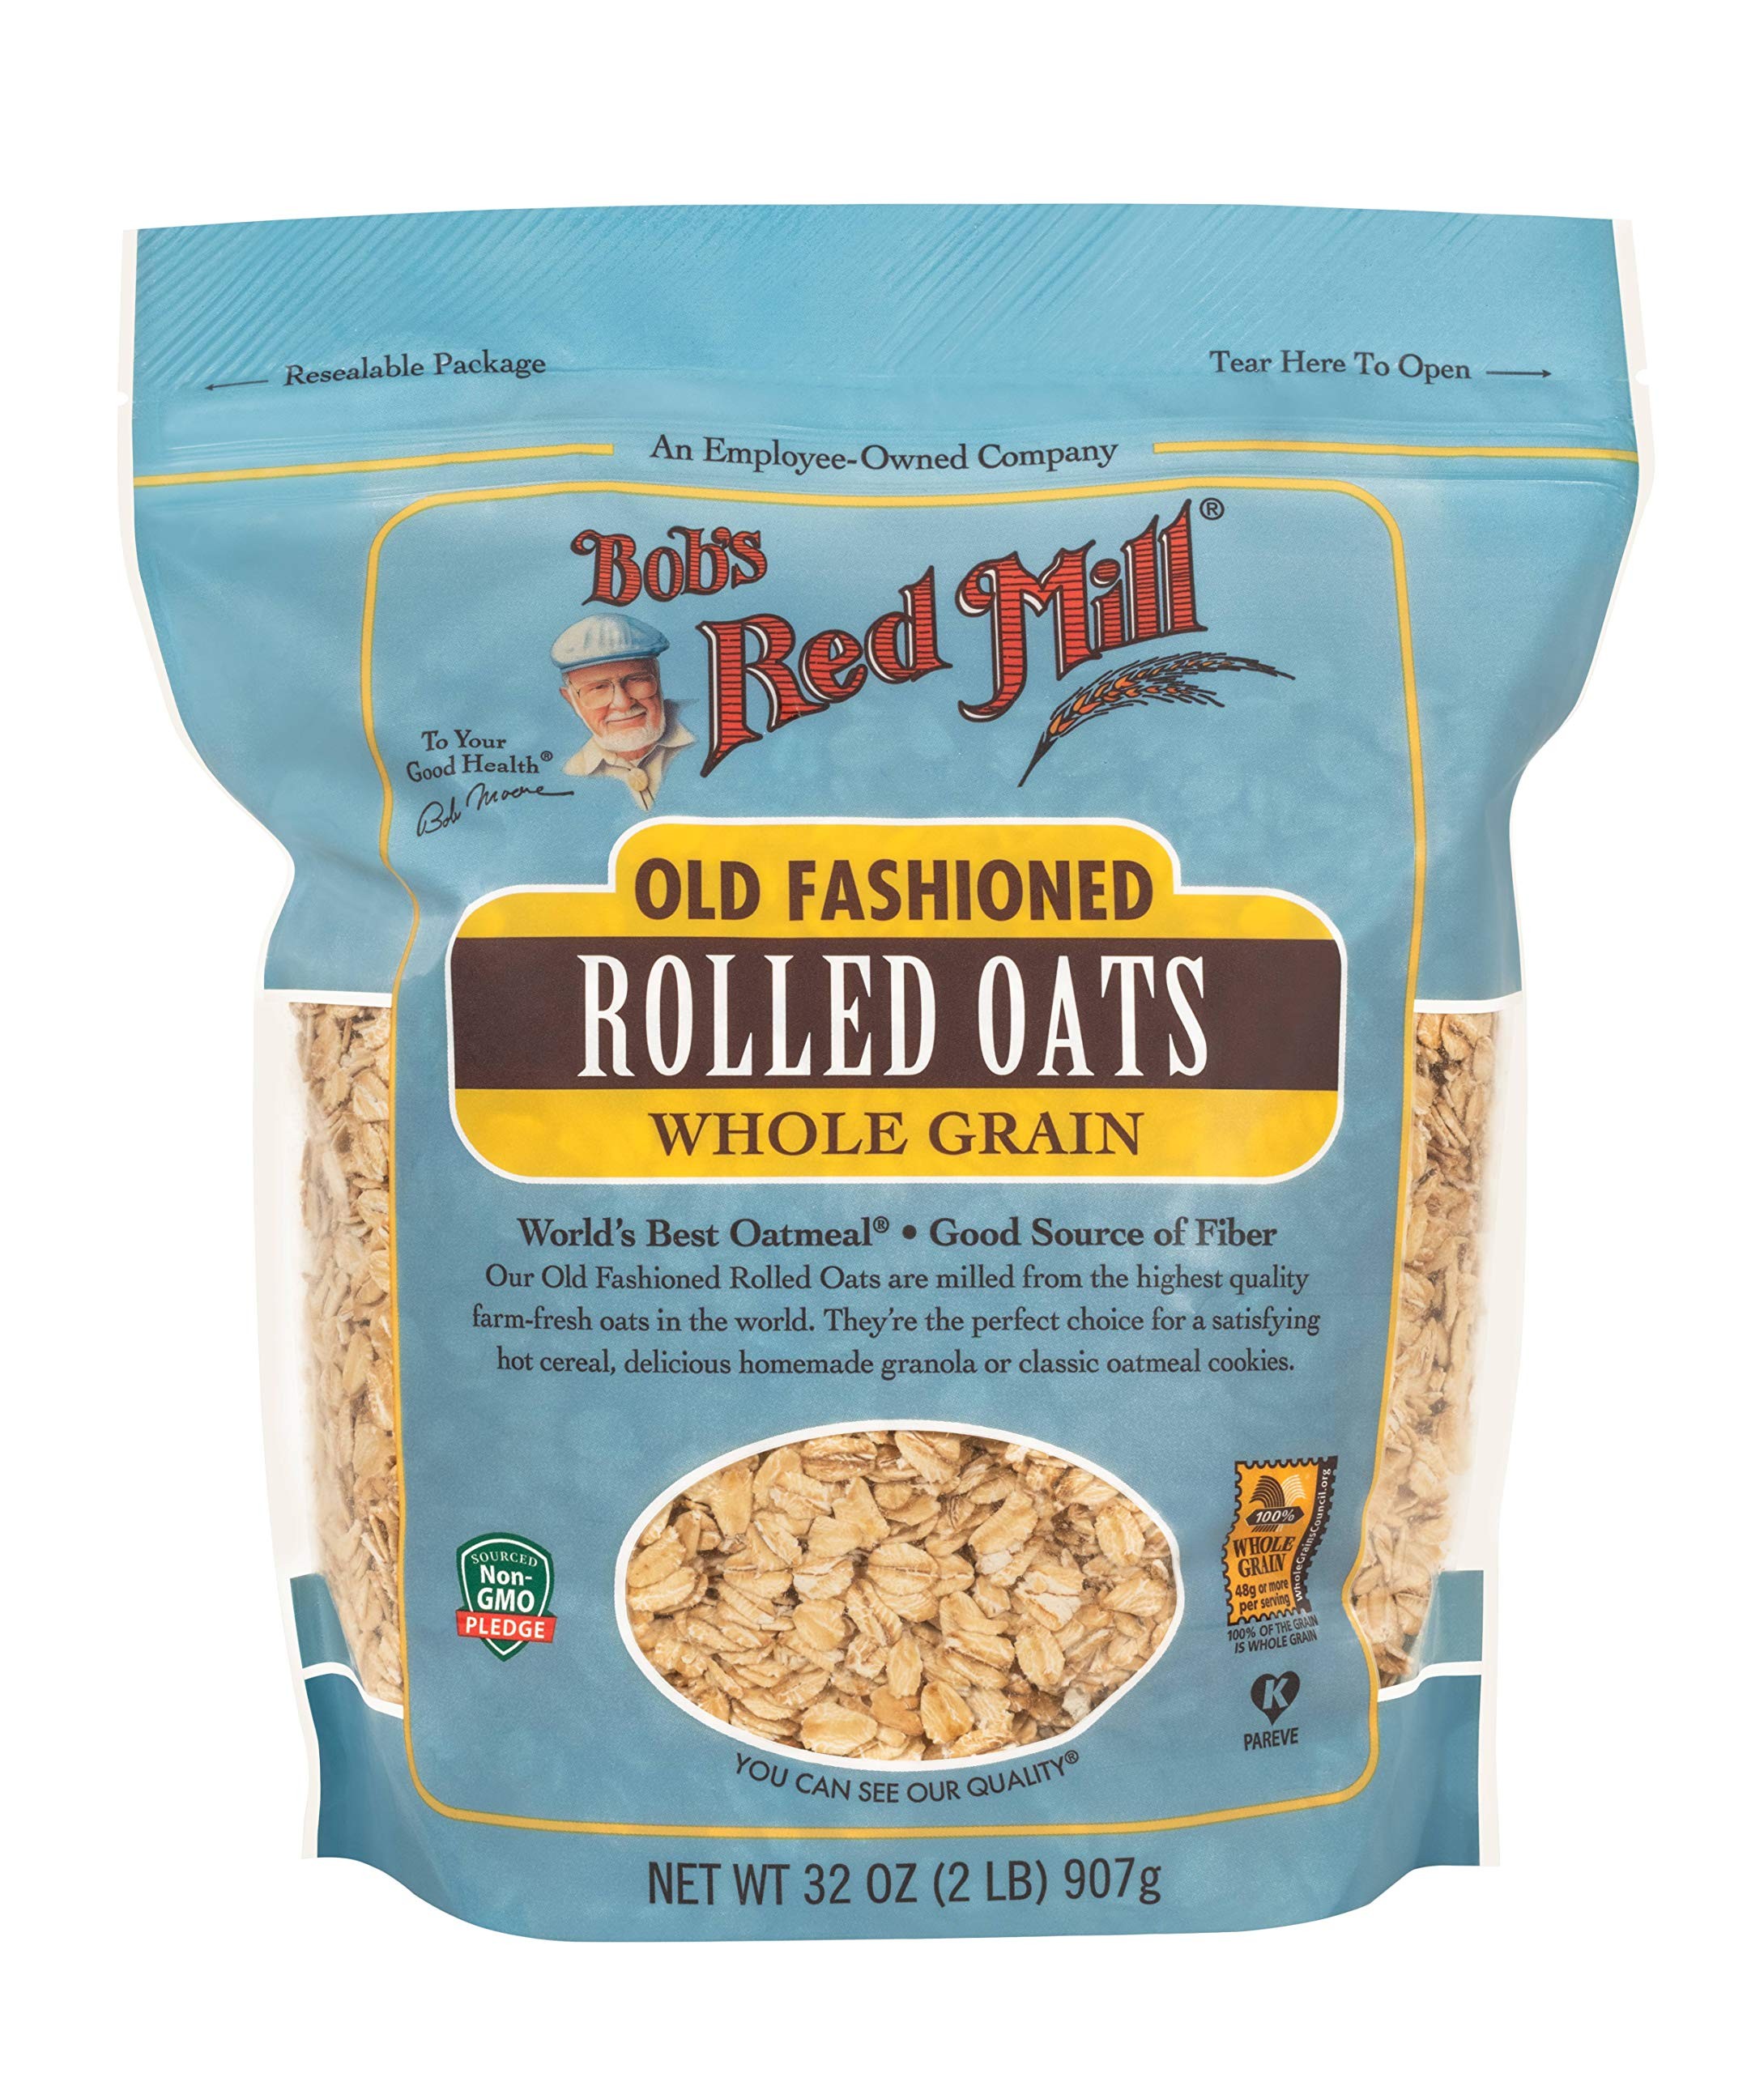 Resealable Package
Tear Here To Open
An Employee-Owned Company
Bob's
Red Mill®
To Your
Good Health®
Bob Moore
OLD FASHIONED
ROLLED OATS
WHOLE GRAIN
World's Best Oatmeal® • Good Source of Fiber
Our Old Fashioned Rolled Oats are milled from the highest quality
farm-fresh oats in the world. They're the perfect choice for a satisfying
hot cereal, delicious homemade granola or classic oatmeal cookies.
SOURCED
Non-
GMO
PLEDGE
100%
WHOLE
GRAIN
48g or more
per serving
WholeGrainsCouncil.org
100% OF THE GRAIN
IS WHOLE GRAIN
K
PAREVE
YOU CAN SEE OUR QUALITY®
NET WT 32 OZ (2 LB) 907g